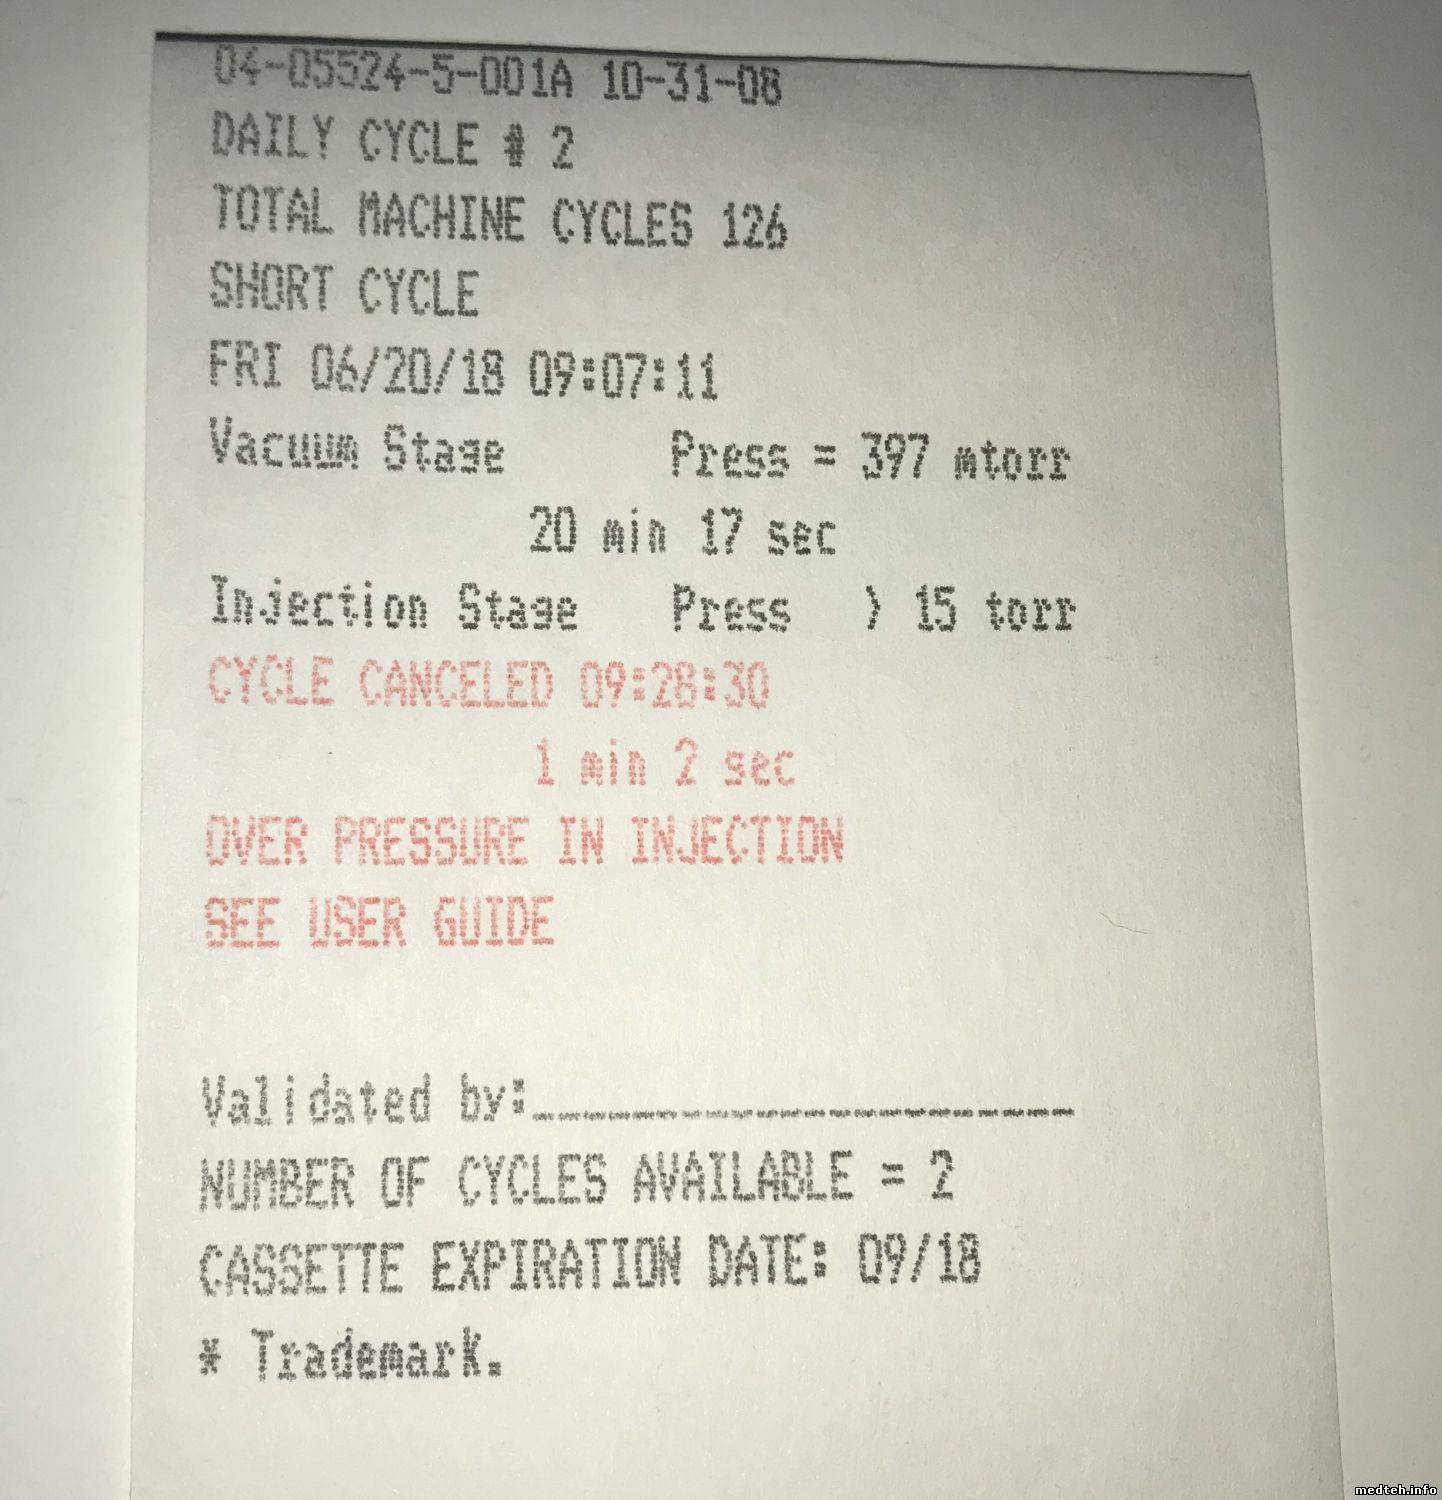 04-05524-5-001A 10-31-08
DAILY CYCLE # 2
TOTAL MACHINE CYCLES 126
SHORT CYCLE
FRI 06/20/18 09:07:11
Vacuum Stage Press = 397 mtorr
20 min 17 sec
Injection Stage Press > 15 torr
CYCLE CANCELED 09:28:30
1 min 2 sec
OVER PRESSURE IN INJECTION
SEE USER GUIDE
Validated by:______________________
NUMBER OF CYCLES AVAILABLE = 2
CASSETTE EXPIRATION DATE: 09/18
* Trademark.
medteh.info